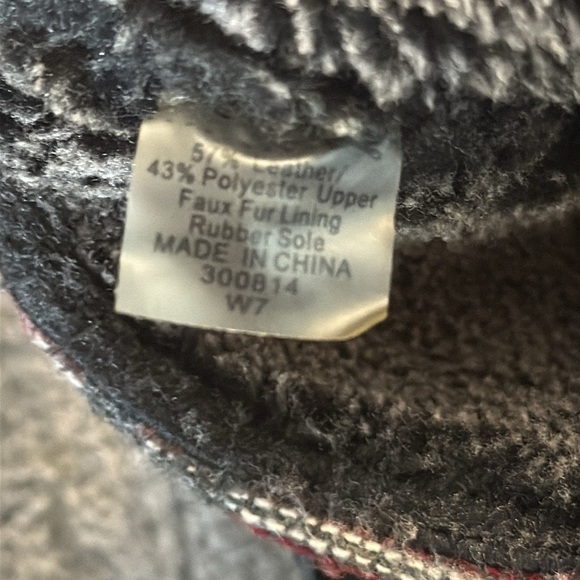 57% Leather/
43% Polyester Upper
Faux Fur Lining
Rubber Sole
MADE IN CHINA
300814
W7